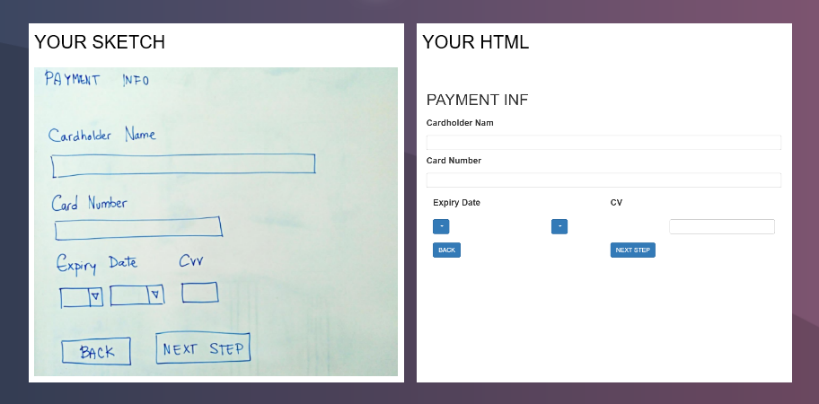 YOUR SKETCH
PAYMENT INFO
Cardholder Name
Card Number
Expiry Date CVV
BACK NEXT STEP
YOUR HTML
PAYMENT INF
Cardholder Nam
Card Number
Expiry Date CV
BACK NEXT STEP